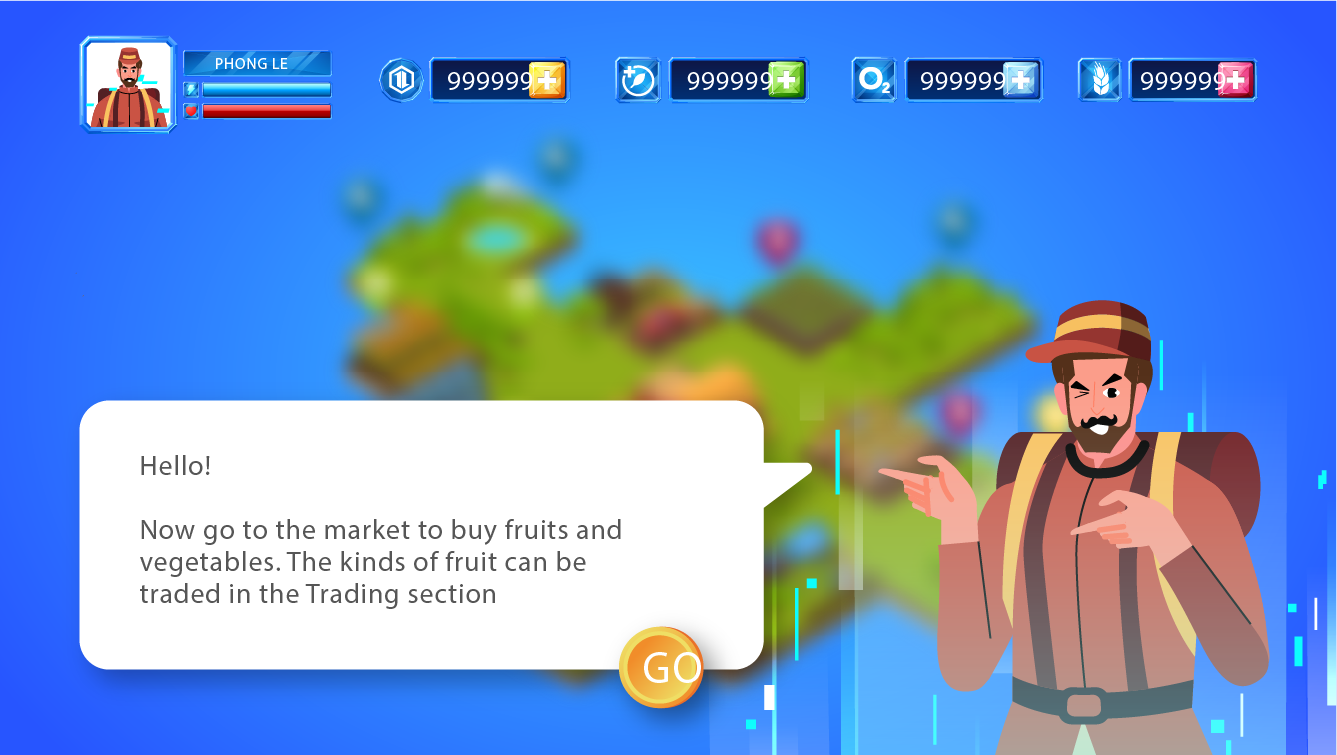 PHONG LE
999999
999999
O2
999999
999999
Hello!
Now go to the market to buy fruits and
vegetables. The kinds of fruit can be
traded in the Trading section
GO